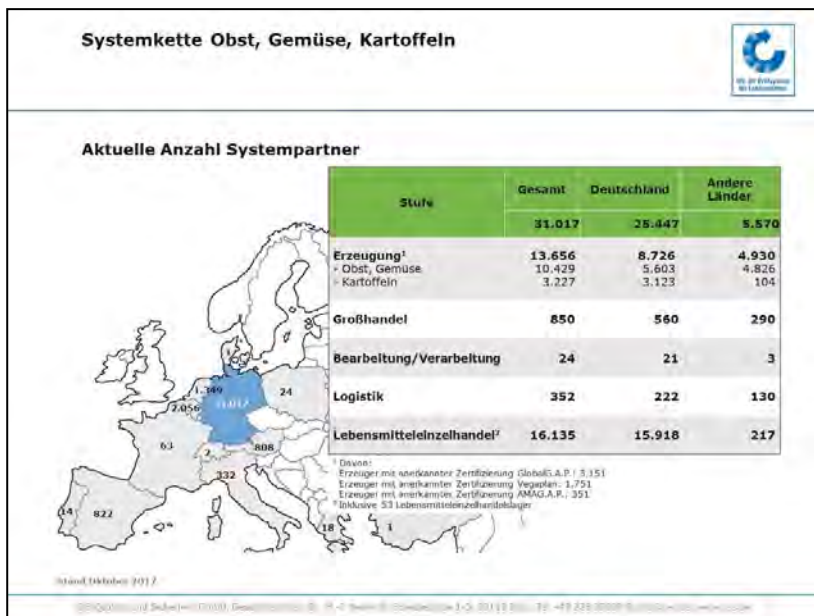 Systemkette Obst, Gemüse, Kartoffeln
Aktuelle Anzahl Systempartner
Stufe Gesamt Deutschland Andere Länder
31.017 25.447 5.570
Erzeugung¹ 13.656 8.726 4.930
- Obst, Gemüse 10.429 5.603 4.826
- Kartoffeln 3.227 3.123 104
Großhandel 850 560 290
Bearbeitung/Verarbeitung 24 21 3
Logistik 352 222 130
Lebensmitteleinzelhandel² 16.135 15.918 217
1.349
24
2.056
63
2
808
332
14
822
18
1
¹ Davon:
Erzeuger mit anerkannter Zertifizierung GlobalG.A.P.: 3.151
Erzeuger mit anerkannter Zertifizierung Vegaplan: 1.751
Erzeuger mit anerkannter Zertifizierung AMAG.A.P.: 351
² Inklusive 53 Lebensmitteleinzelhandelslager
Stand Oktober 2017